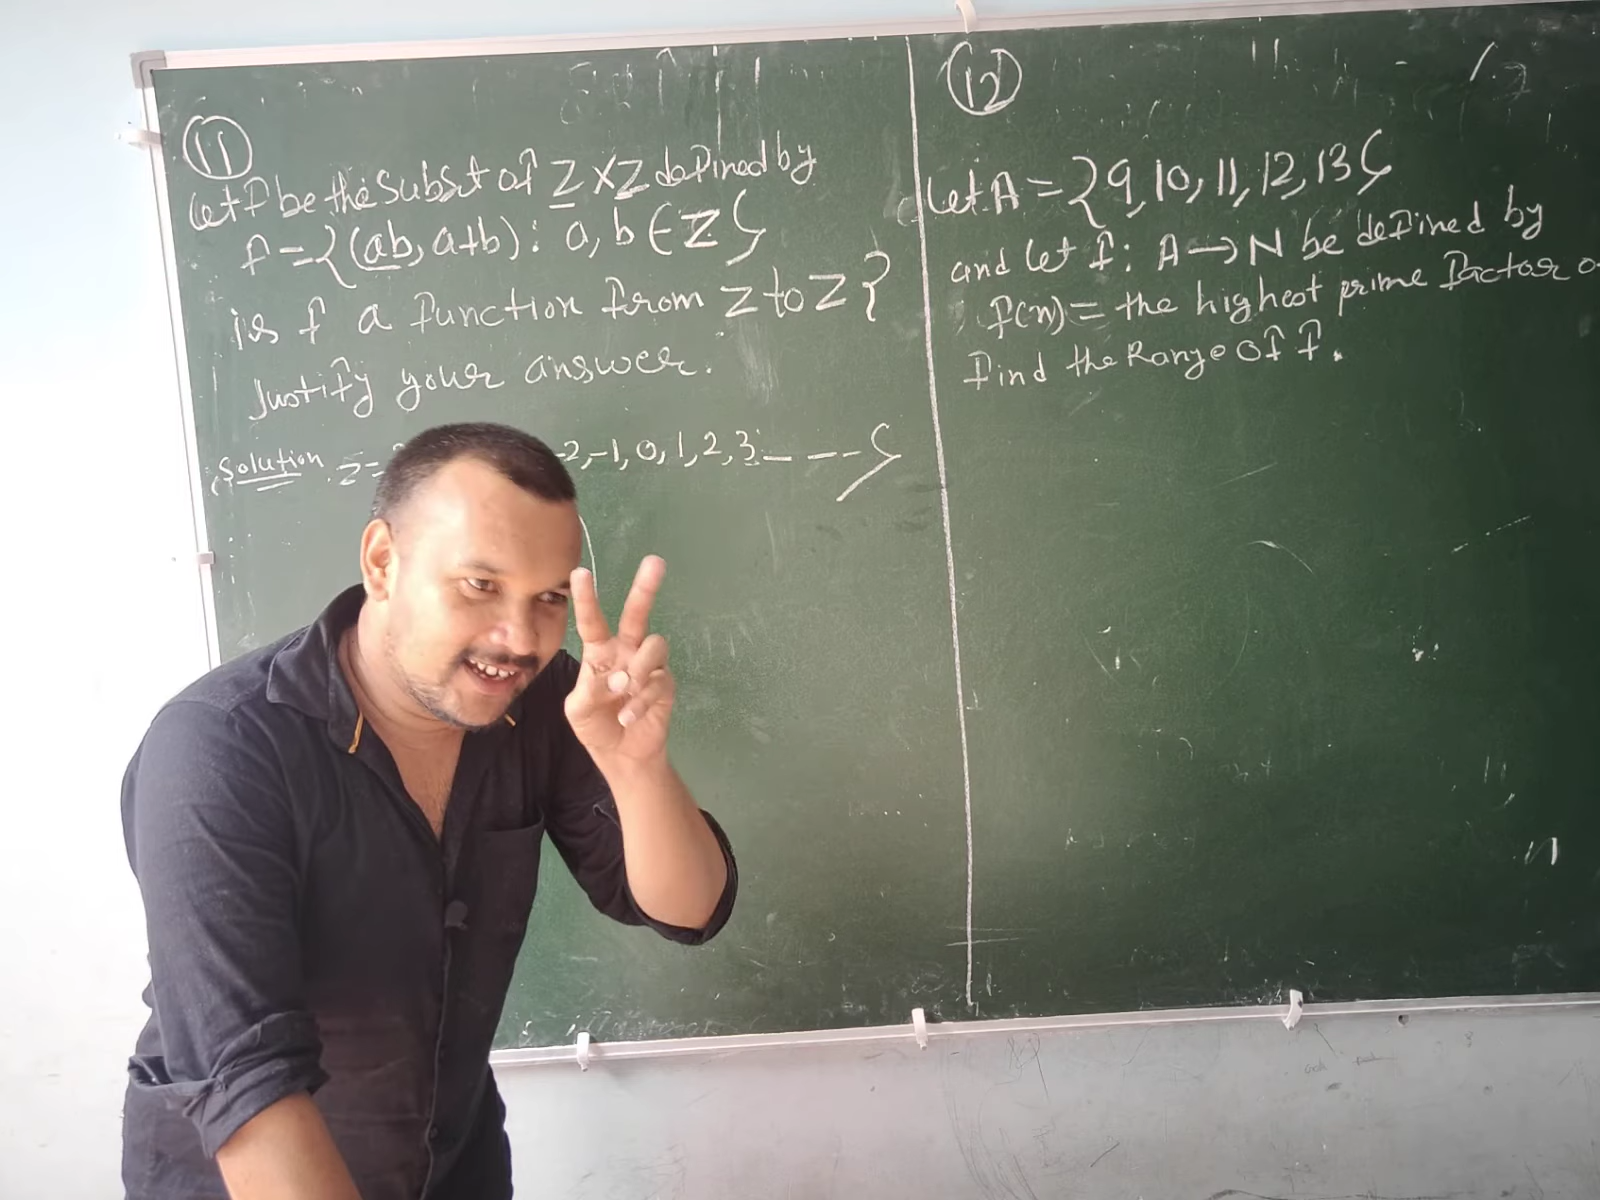 11
Let f be the Subset of Z×Z defined by
f = {(ab, a+b) : a, b ∈ Z}
is f a function from Z to Z?
Justify your answer.
Solution. Z = -2, -1, 0, 1, 2, 3, - - - - }
12
Let A = {9, 10, 11, 12, 13}
and let f : A → N be defined by
f(n) = the highest prime factor o
find the Range of f.